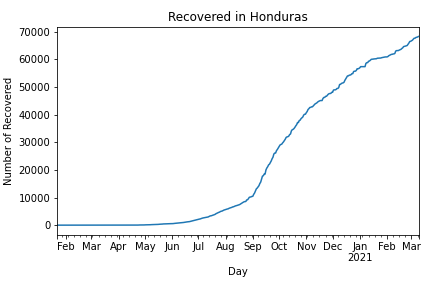 Recovered in Honduras
Number of Recovered
70000
60000
50000
40000
30000
20000
10000
0
Feb Mar Apr May Jun Jul Aug Sep Oct Nov Dec Jan Feb Mar
2021
Day